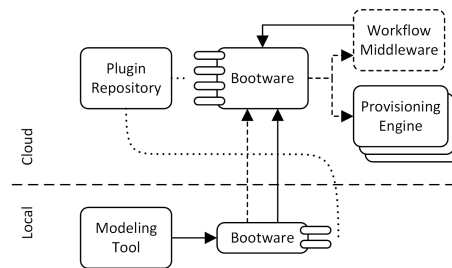 Workflow
Middleware
Plugin
Repository
Bootware
Provisioning
Engine
Cloud
Local
Modeling
Tool
Bootware